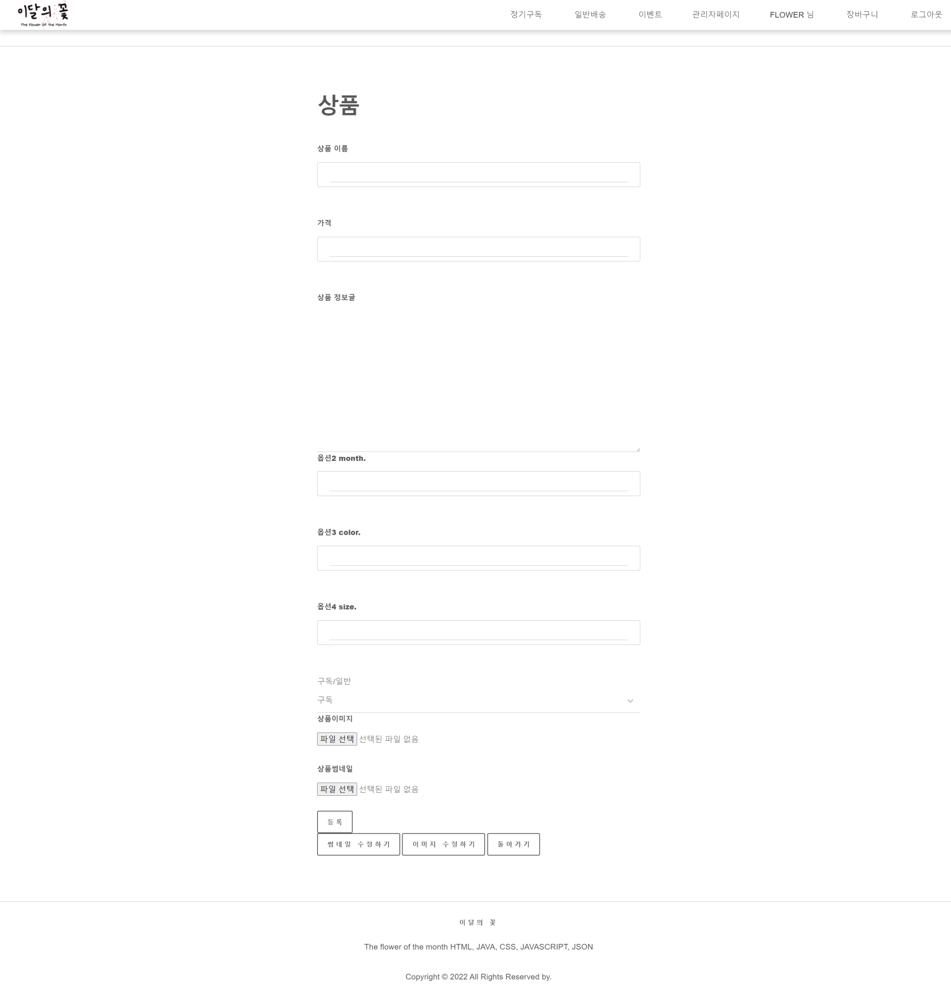 이달의 꽃
The Flower of the Month
정기구독 일반배송 이벤트 관리자페이지 FLOWER 님 장바구니 로그아웃
상품
상품 이름
가격
상품 정보글
옵션2 month.
옵션3 color.
옵션4 size.
구독/일반
구독
상품이미지
파일 선택 선택된 파일 없음
상품썸네일
파일 선택 선택된 파일 없음
등록
썸네일 수정하기 이미지 수정하기 돌아가기
이달의 꽃
The flower of the month HTML, JAVA, CSS, JAVASCRIPT, JSON
Copyright © 2022 All Rights Reserved by.